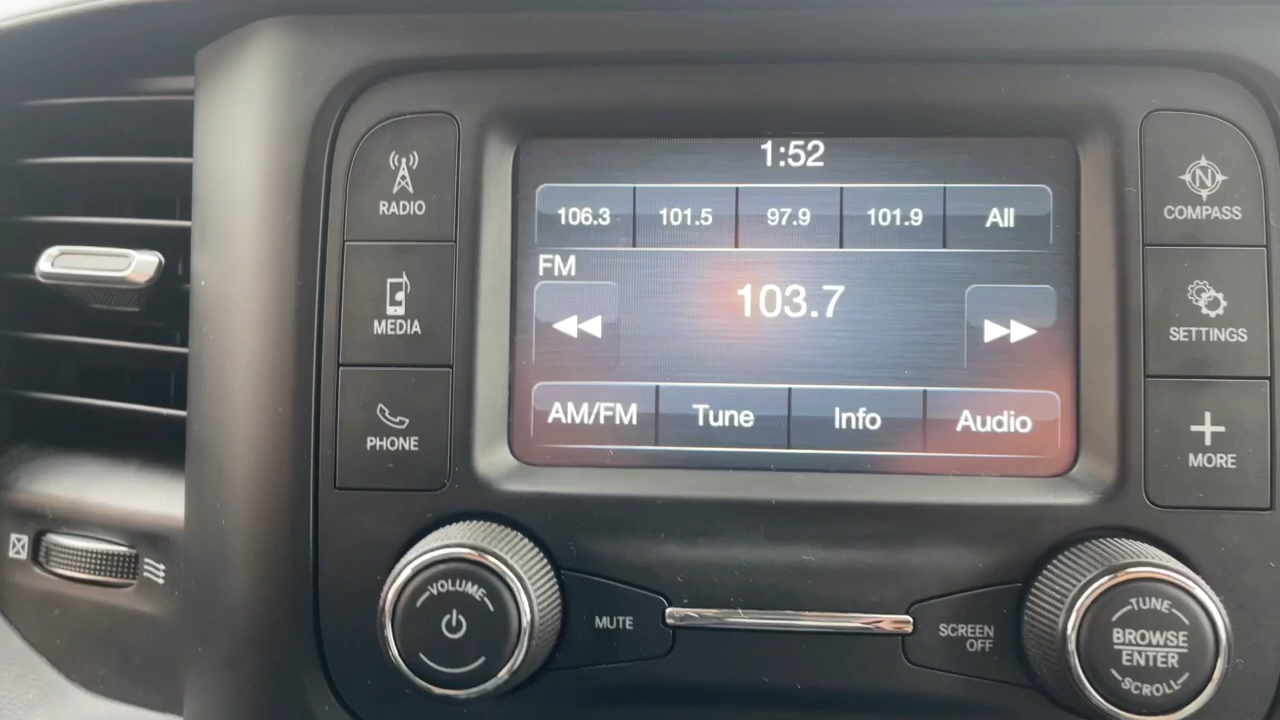 1:52
106.3 101.5 97.9 101.9 All
FM
103.7
AM/FM Tune Info Audio
RADIO
MEDIA
PHONE
N
COMPASS
SETTINGS
MORE
VOLUME
MUTE
SCREEN
OFF
TUNE
BROWSE
ENTER
SCROLL